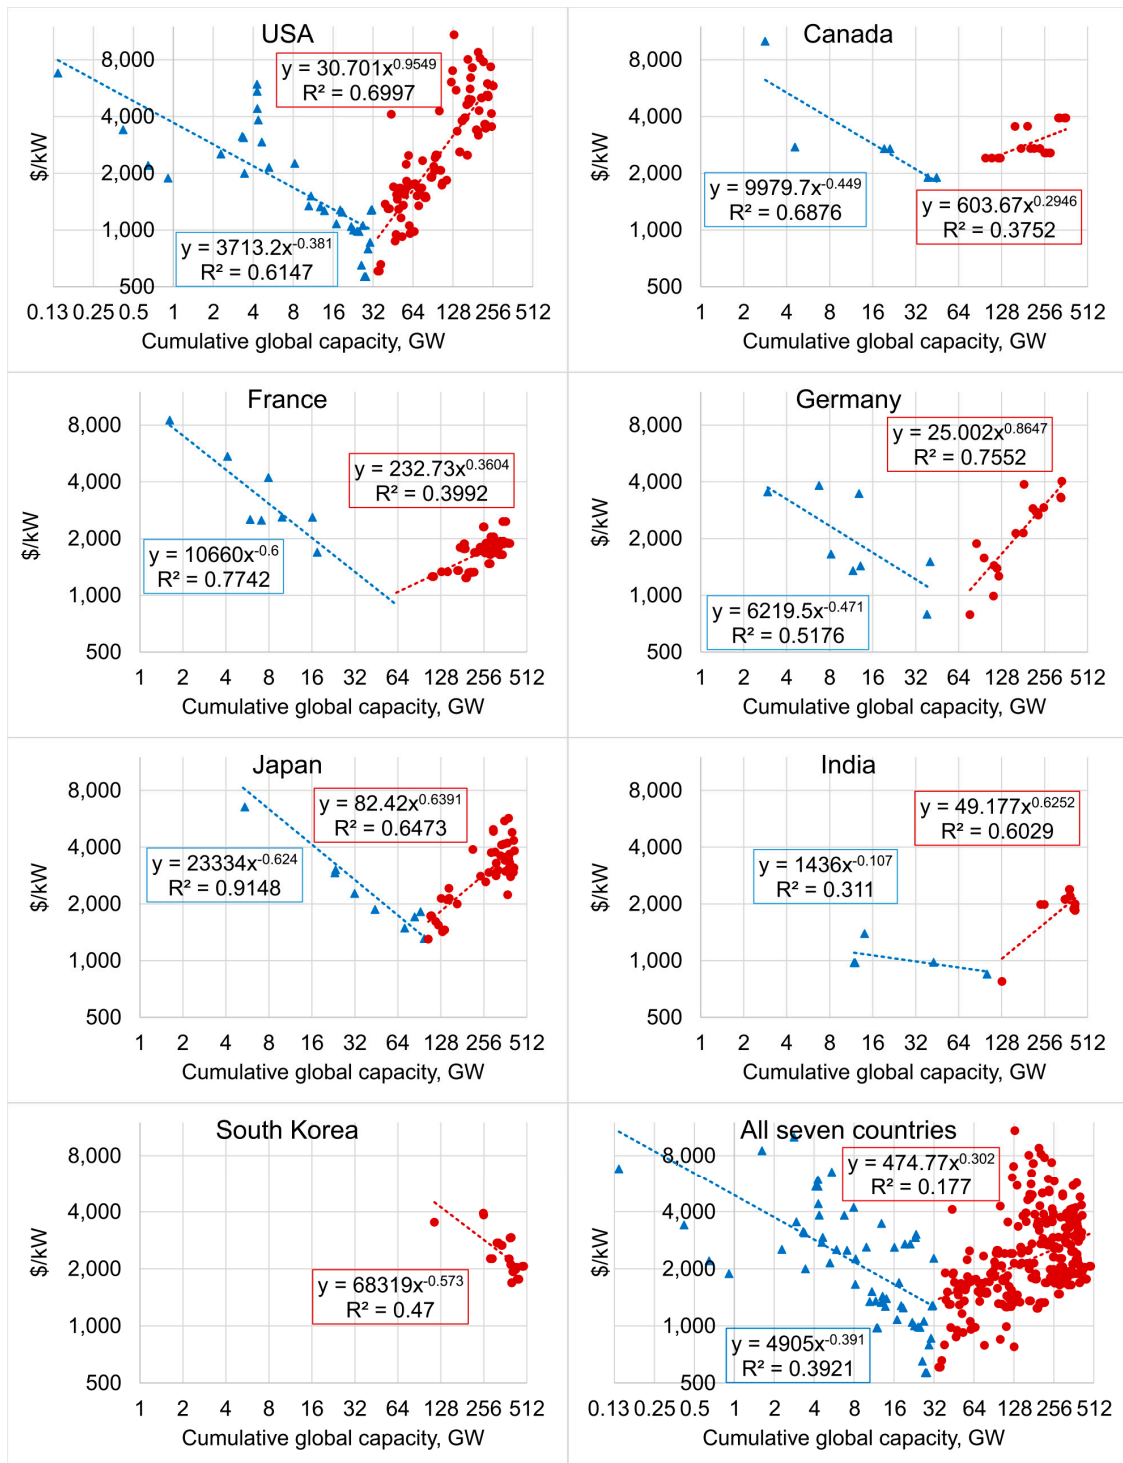 USA
8,000
4,000
2,000
1,000
500
$/kW
y = 30.701x^0.9549
R² = 0.6997
y = 3713.2x^-0.381
R² = 0.6147
0.13 0.25 0.5 1 2 4 8 16 32 64 128 256 512
Cumulative global capacity, GW
Canada
8,000
4,000
2,000
1,000
500
$/kW
y = 9979.7x^-0.449
R² = 0.6876
y = 603.67x^0.2946
R² = 0.3752
1 2 4 8 16 32 64 128 256 512
Cumulative global capacity, GW
France
8,000
4,000
2,000
1,000
500
$/kW
y = 232.73x^0.3604
R² = 0.3992
y = 10660x^-0.6
R² = 0.7742
1 2 4 8 16 32 64 128 256 512
Cumulative global capacity, GW
Germany
8,000
4,000
2,000
1,000
500
$/kW
y = 25.002x^0.8647
R² = 0.7552
y = 6219.5x^-0.471
R² = 0.5176
1 2 4 8 16 32 64 128 256 512
Cumulative global capacity, GW
Japan
8,000
4,000
2,000
1,000
500
$/kW
y = 82.42x^0.6391
R² = 0.6473
y = 23334x^-0.624
R² = 0.9148
1 2 4 8 16 32 64 128 256 512
Cumulative global capacity, GW
India
8,000
4,000
2,000
1,000
500
$/kW
y = 49.177x^0.6252
R² = 0.6029
y = 1436x^-0.107
R² = 0.311
1 2 4 8 16 32 64 128 256 512
Cumulative global capacity, GW
South Korea
8,000
4,000
2,000
1,000
500
$/kW
y = 68319x^-0.573
R² = 0.47
1 2 4 8 16 32 64 128 256 512
Cumulative global capacity, GW
All seven countries
8,000
4,000
2,000
1,000
500
$/kW
y = 474.77x^0.302
R² = 0.177
y = 4905x^-0.391
R² = 0.3921
0.13 0.25 0.5 1 2 4 8 16 32 64 128 256 512
Cumulative global capacity, GW